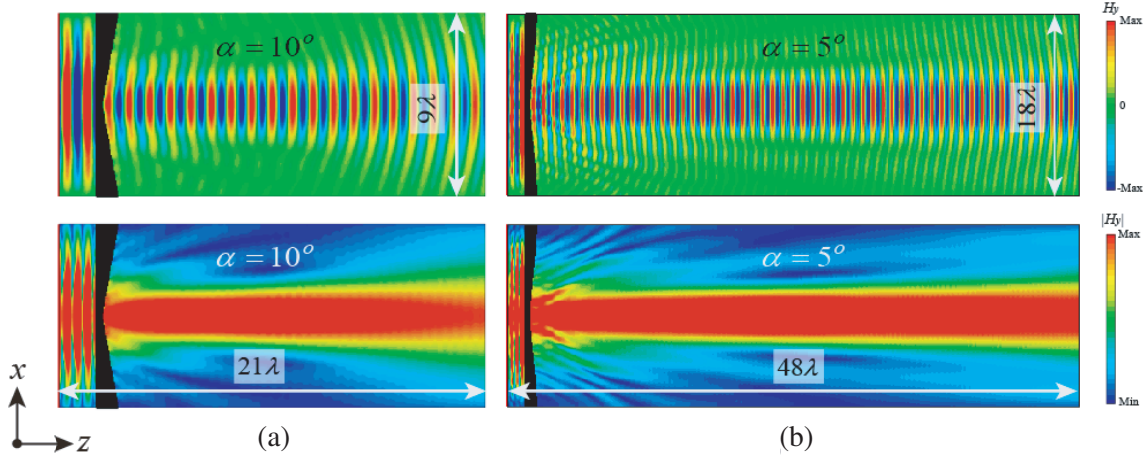 α = 10°
9λ
α = 5°
18λ
Hy
Max
0
-Max
α = 10°
21λ
α = 5°
48λ
|Hy|
Max
Min
x
z
(a)
(b)